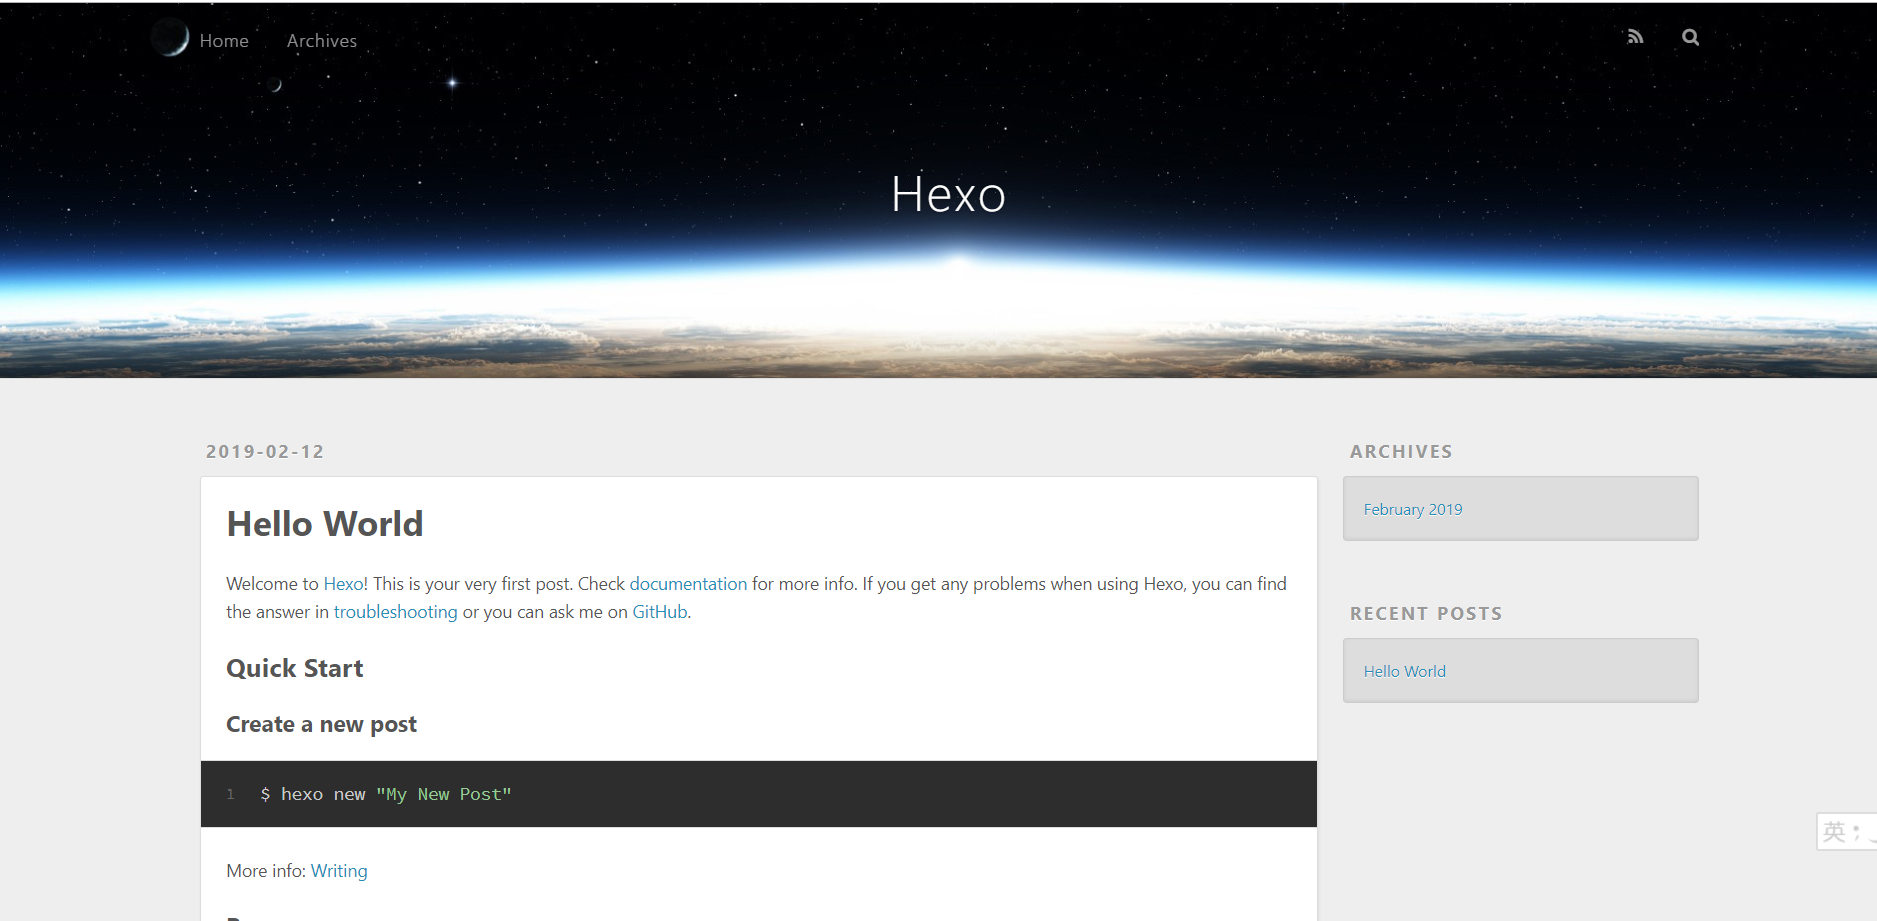 Home Archives
Hexo
2019-02-12
Hello World
Welcome to Hexo! This is your very first post. Check documentation for more info. If you get any problems when using Hexo, you can find
the answer in troubleshooting or you can ask me on GitHub.
Quick Start
Create a new post
1 $ hexo new "My New Post"
More info: Writing
ARCHIVES
February 2019
RECENT POSTS
Hello World
英 ;